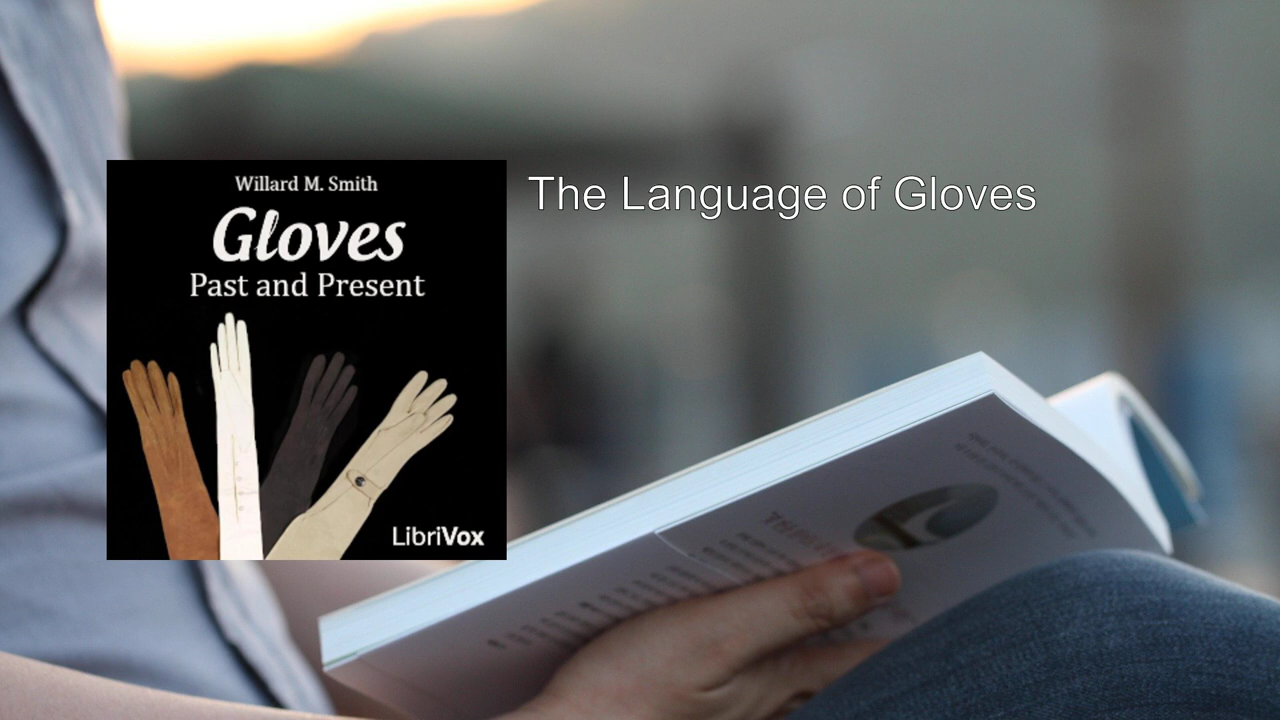 Willard M. Smith
Gloves
Past and Present
LibriVox
The Language of Gloves